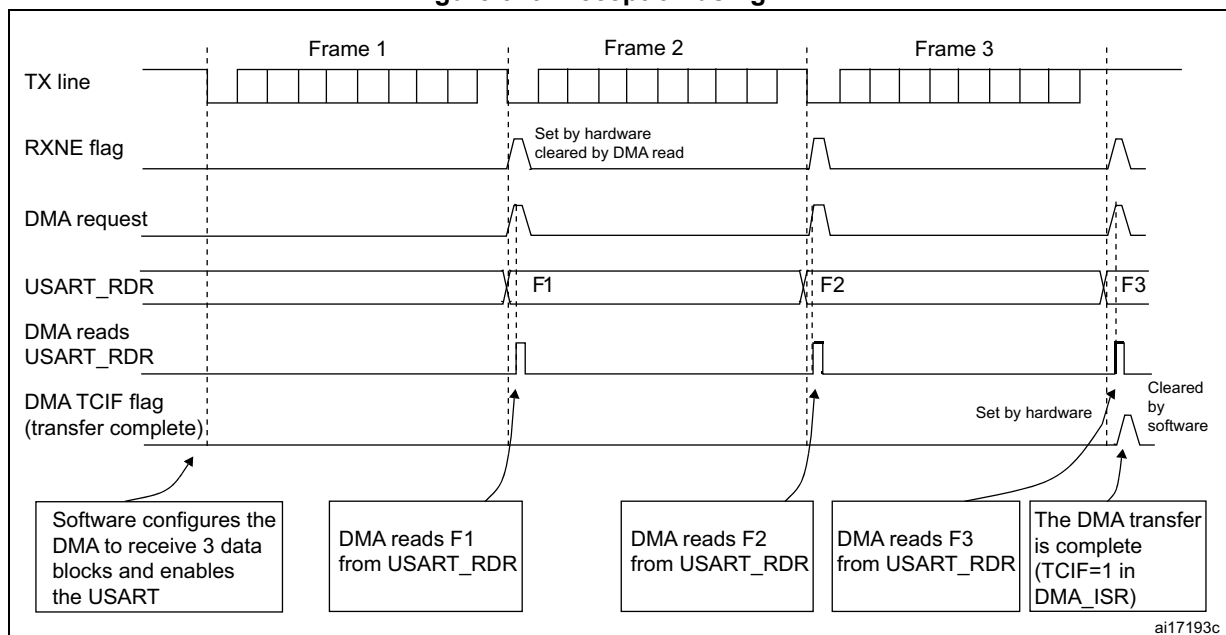 Frame 1
Frame 2
Frame 3
TX line
RXNE flag
Set by hardware
cleared by DMA read
DMA request
USART_RDR
F1
F2
F3
DMA reads
USART_RDR
DMA TCIF flag
(transfer complete)
Set by hardware
Cleared
by
software
Software configures the
DMA to receive 3 data
blocks and enables
the USART
DMA reads F1
from USART_RDR
DMA reads F2
from USART_RDR
DMA reads F3
from USART_RDR
The DMA transfer
is complete
(TCIF=1 in
DMA_ISR)
ai17193c